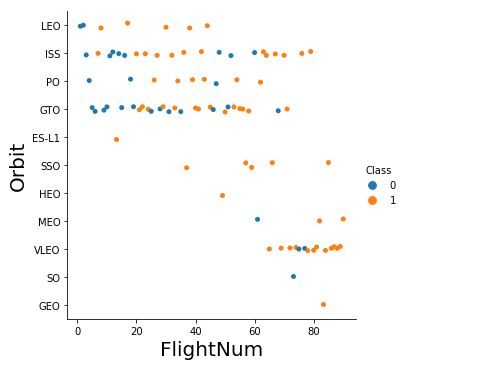 LEO
ISS
PO
GTO
ES-L1
SSO
HEO
MEO
VLEO
SO
GEO
Orbit
0
20
40
60
80
FlightNum
Class
0
1